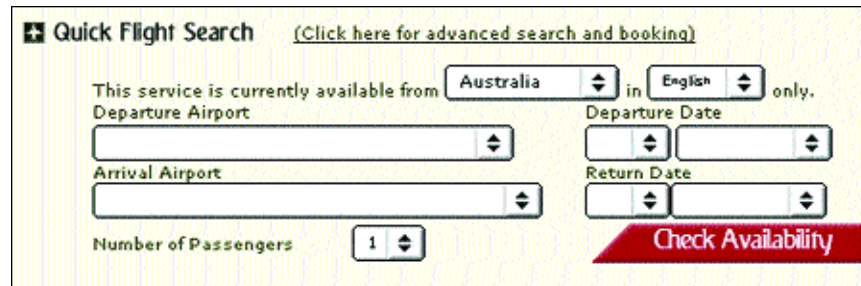 Quick Flight Search (Click here for advanced search and booking)
This service is currently available from Australia in English only.
Departure Airport Departure Date
Arrival Airport Return Date
Number of Passengers 1 Check Availability